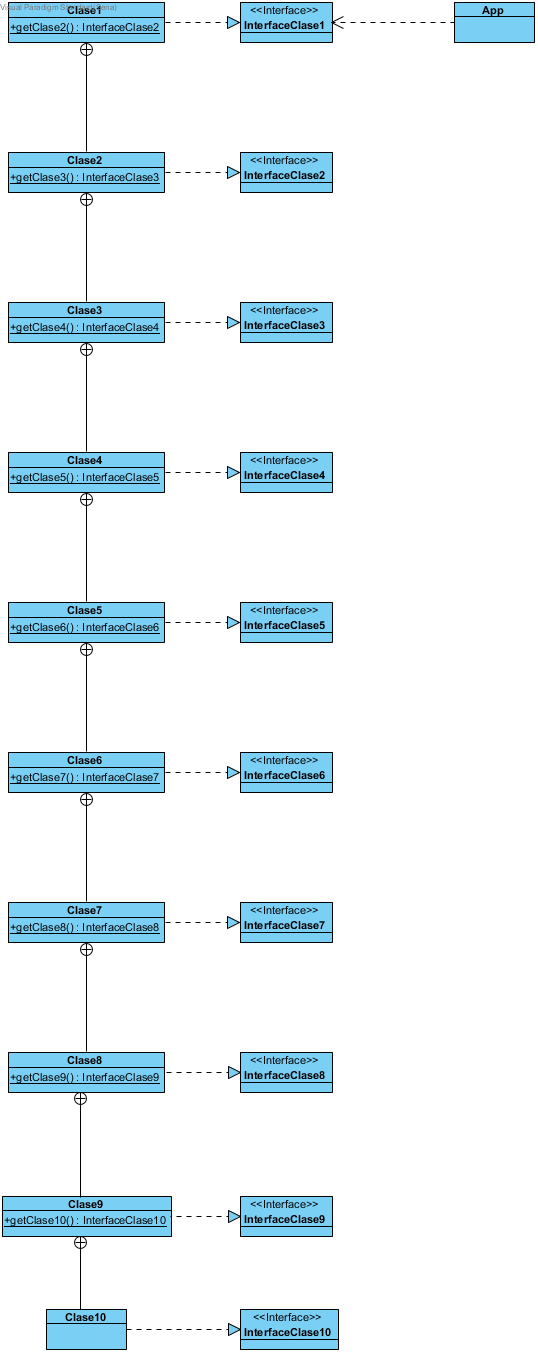 Clase1
+getClase2() : InterfaceClase2
<<Interface>>
InterfaceClase1
App
Clase2
+getClase3() : InterfaceClase3
<<Interface>>
InterfaceClase2
Clase3
+getClase4() : InterfaceClase4
<<Interface>>
InterfaceClase3
Clase4
+getClase5() : InterfaceClase5
<<Interface>>
InterfaceClase4
Clase5
+getClase6() : InterfaceClase6
<<Interface>>
InterfaceClase5
Clase6
+getClase7() : InterfaceClase7
<<Interface>>
InterfaceClase6
Clase7
+getClase8() : InterfaceClase8
<<Interface>>
InterfaceClase7
Clase8
+getClase9() : InterfaceClase9
<<Interface>>
InterfaceClase8
Clase9
+getClase10() : InterfaceClase10
<<Interface>>
InterfaceClase9
Clase10
<<Interface>>
InterfaceClase10
Visual Paradigm